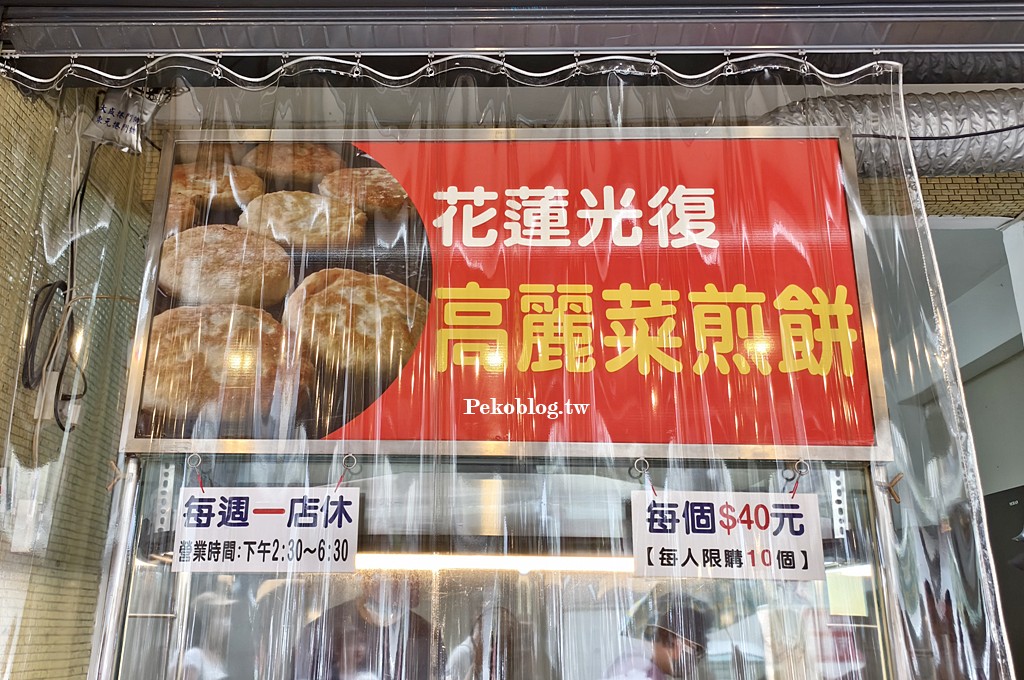 花蓮光復
高麗菜煎餅
Pekoblog.tw
每週一店休
營業時間:下午2:30~6:30
每個$40元
【每人限購10個】